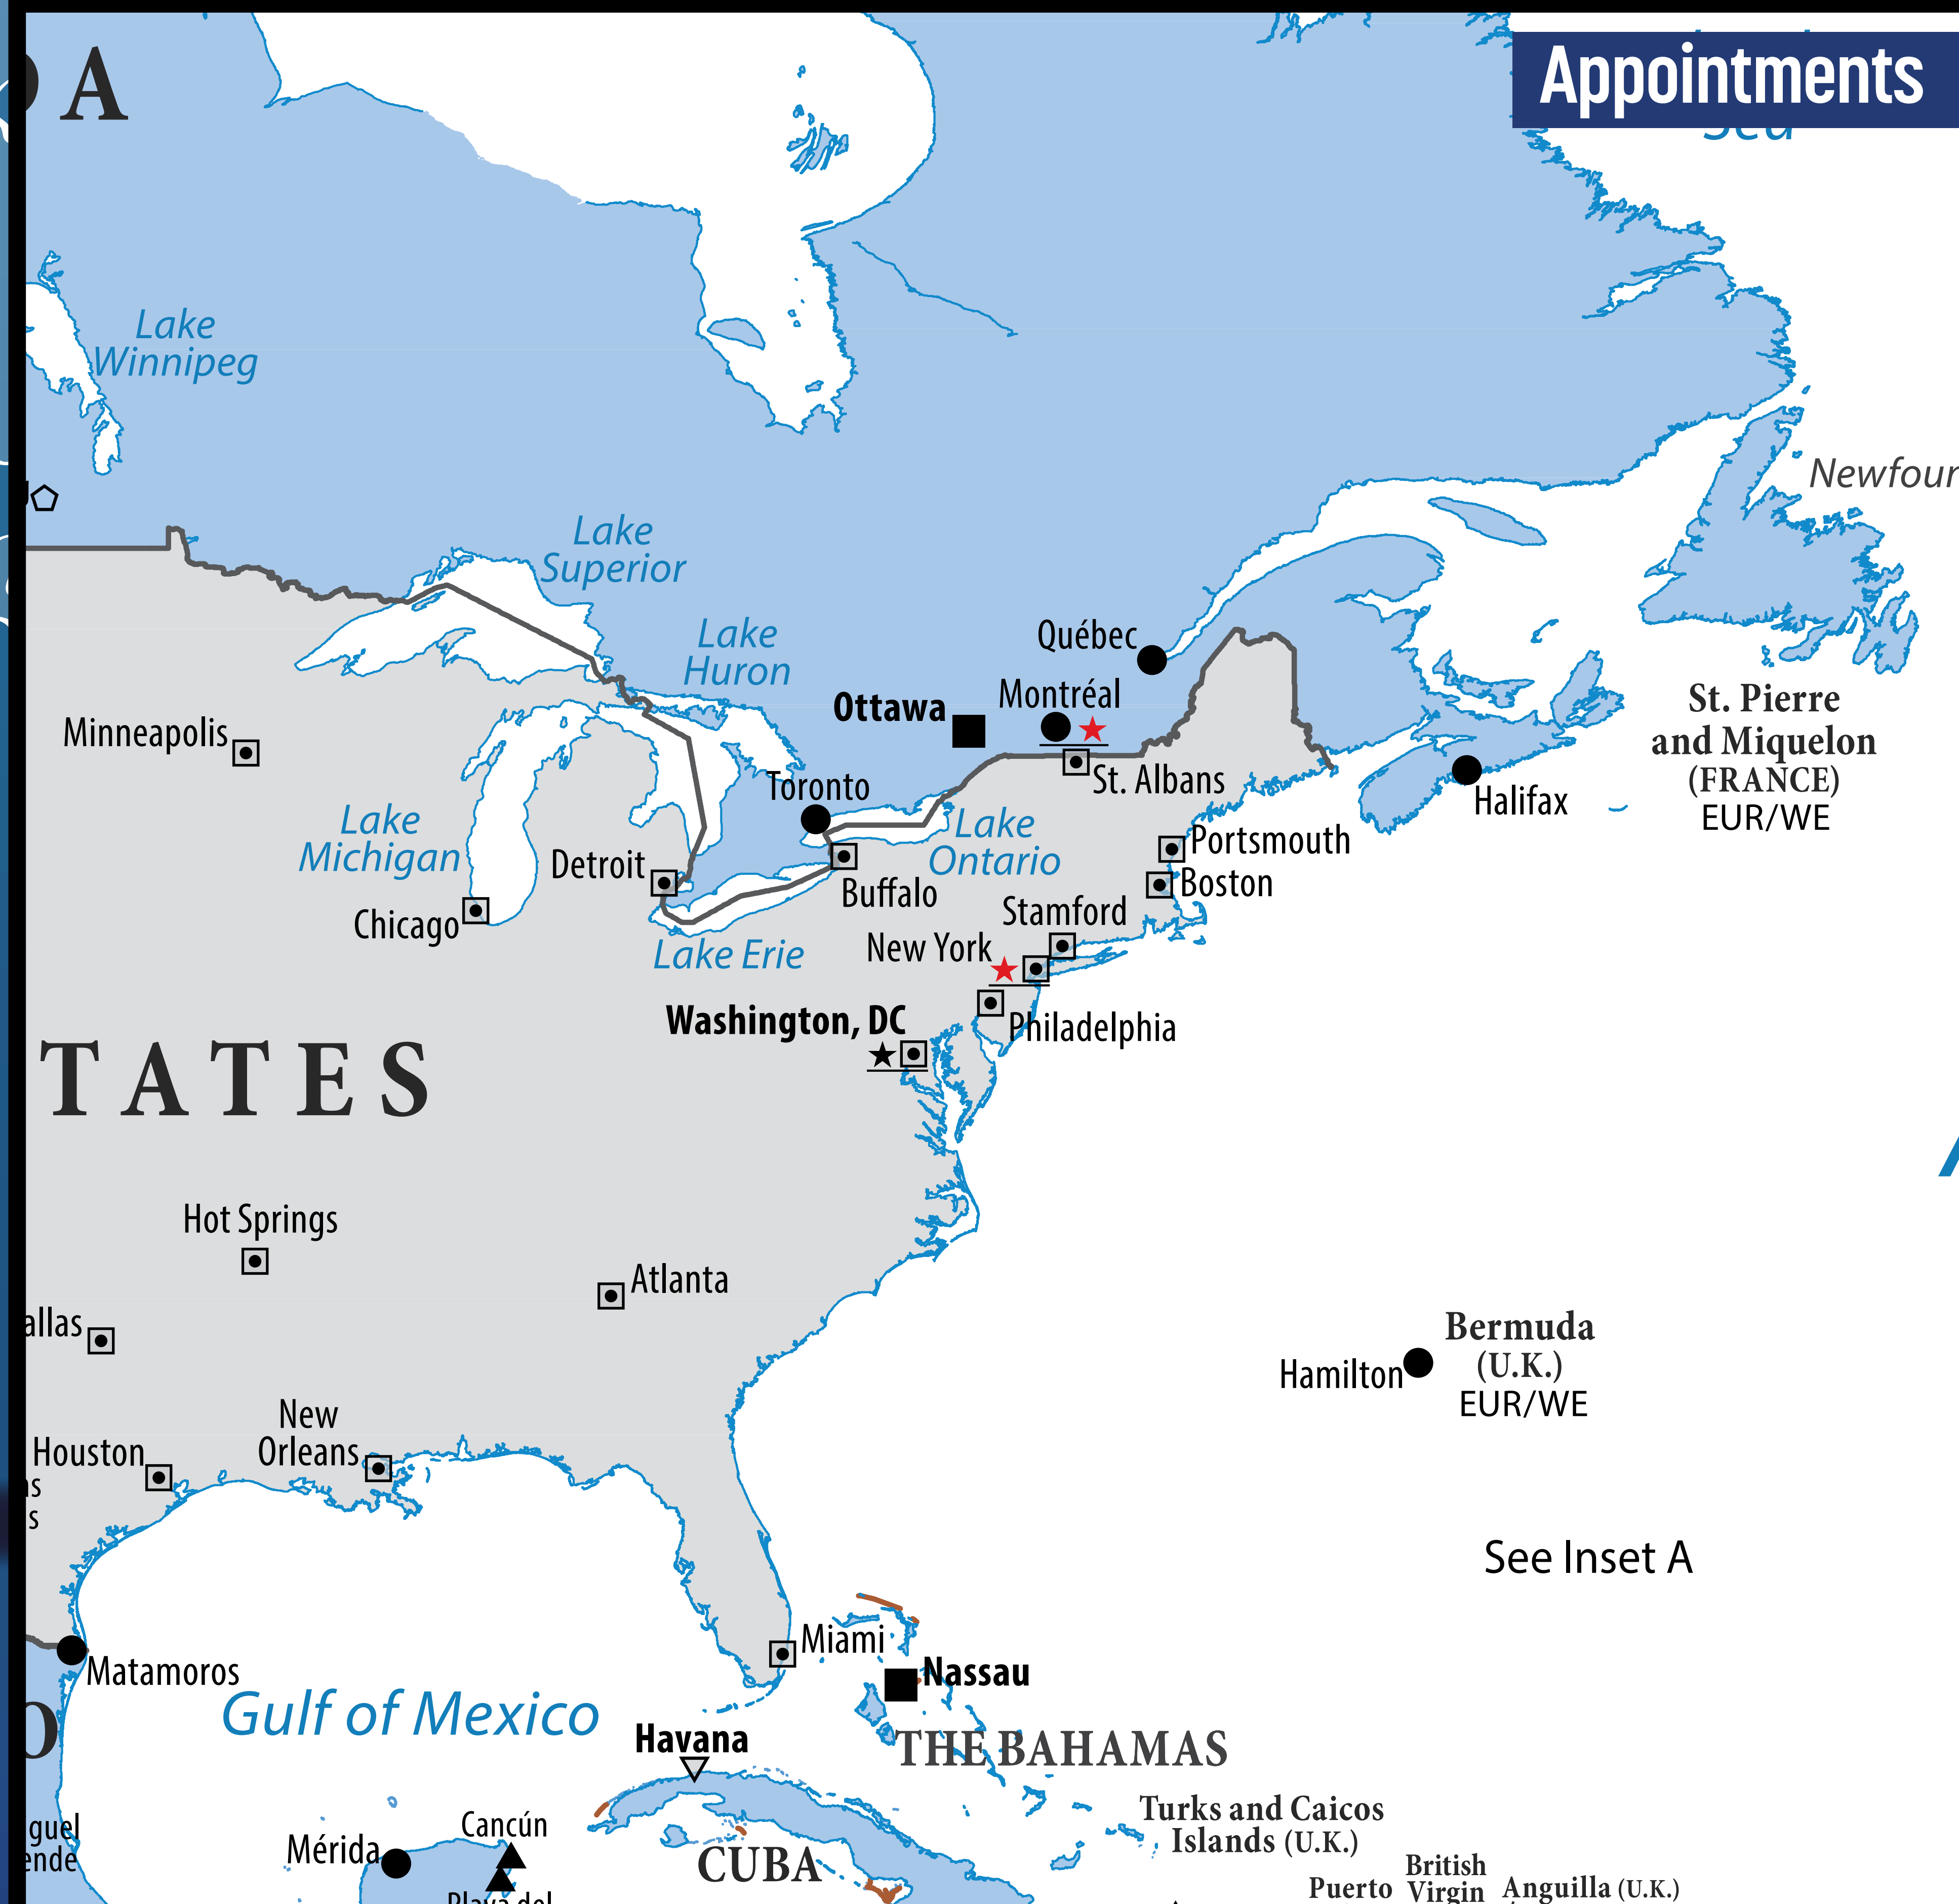 A
Appointments
Lake
Winnipeg
Newfour
Lake
Superior
Lake
Huron
Québec
Montréal
Ottawa
St. Pierre
and Miquelon
(FRANCE)
EUR/WE
Minneapolis
St. Albans
Toronto
Halifax
Lake
Michigan
Lake
Ontario
Portsmouth
Detroit
Buffalo
Boston
Chicago
Stamford
New York
Lake Erie
Washington, DC
Philadelphia
TATES
Hot Springs
Atlanta
allas
Bermuda
(U.K.)
EUR/WE
Hamilton
New
Orleans
Houston
s
See Inset A
Miami
Matamoros
Nassau
Gulf of Mexico
Havana
THE BAHAMAS
Turks and Caicos
Islands (U.K.)
Cancún
guel
ende
Mérida
CUBA
British
Puerto Virgin Anguilla (U.K.)